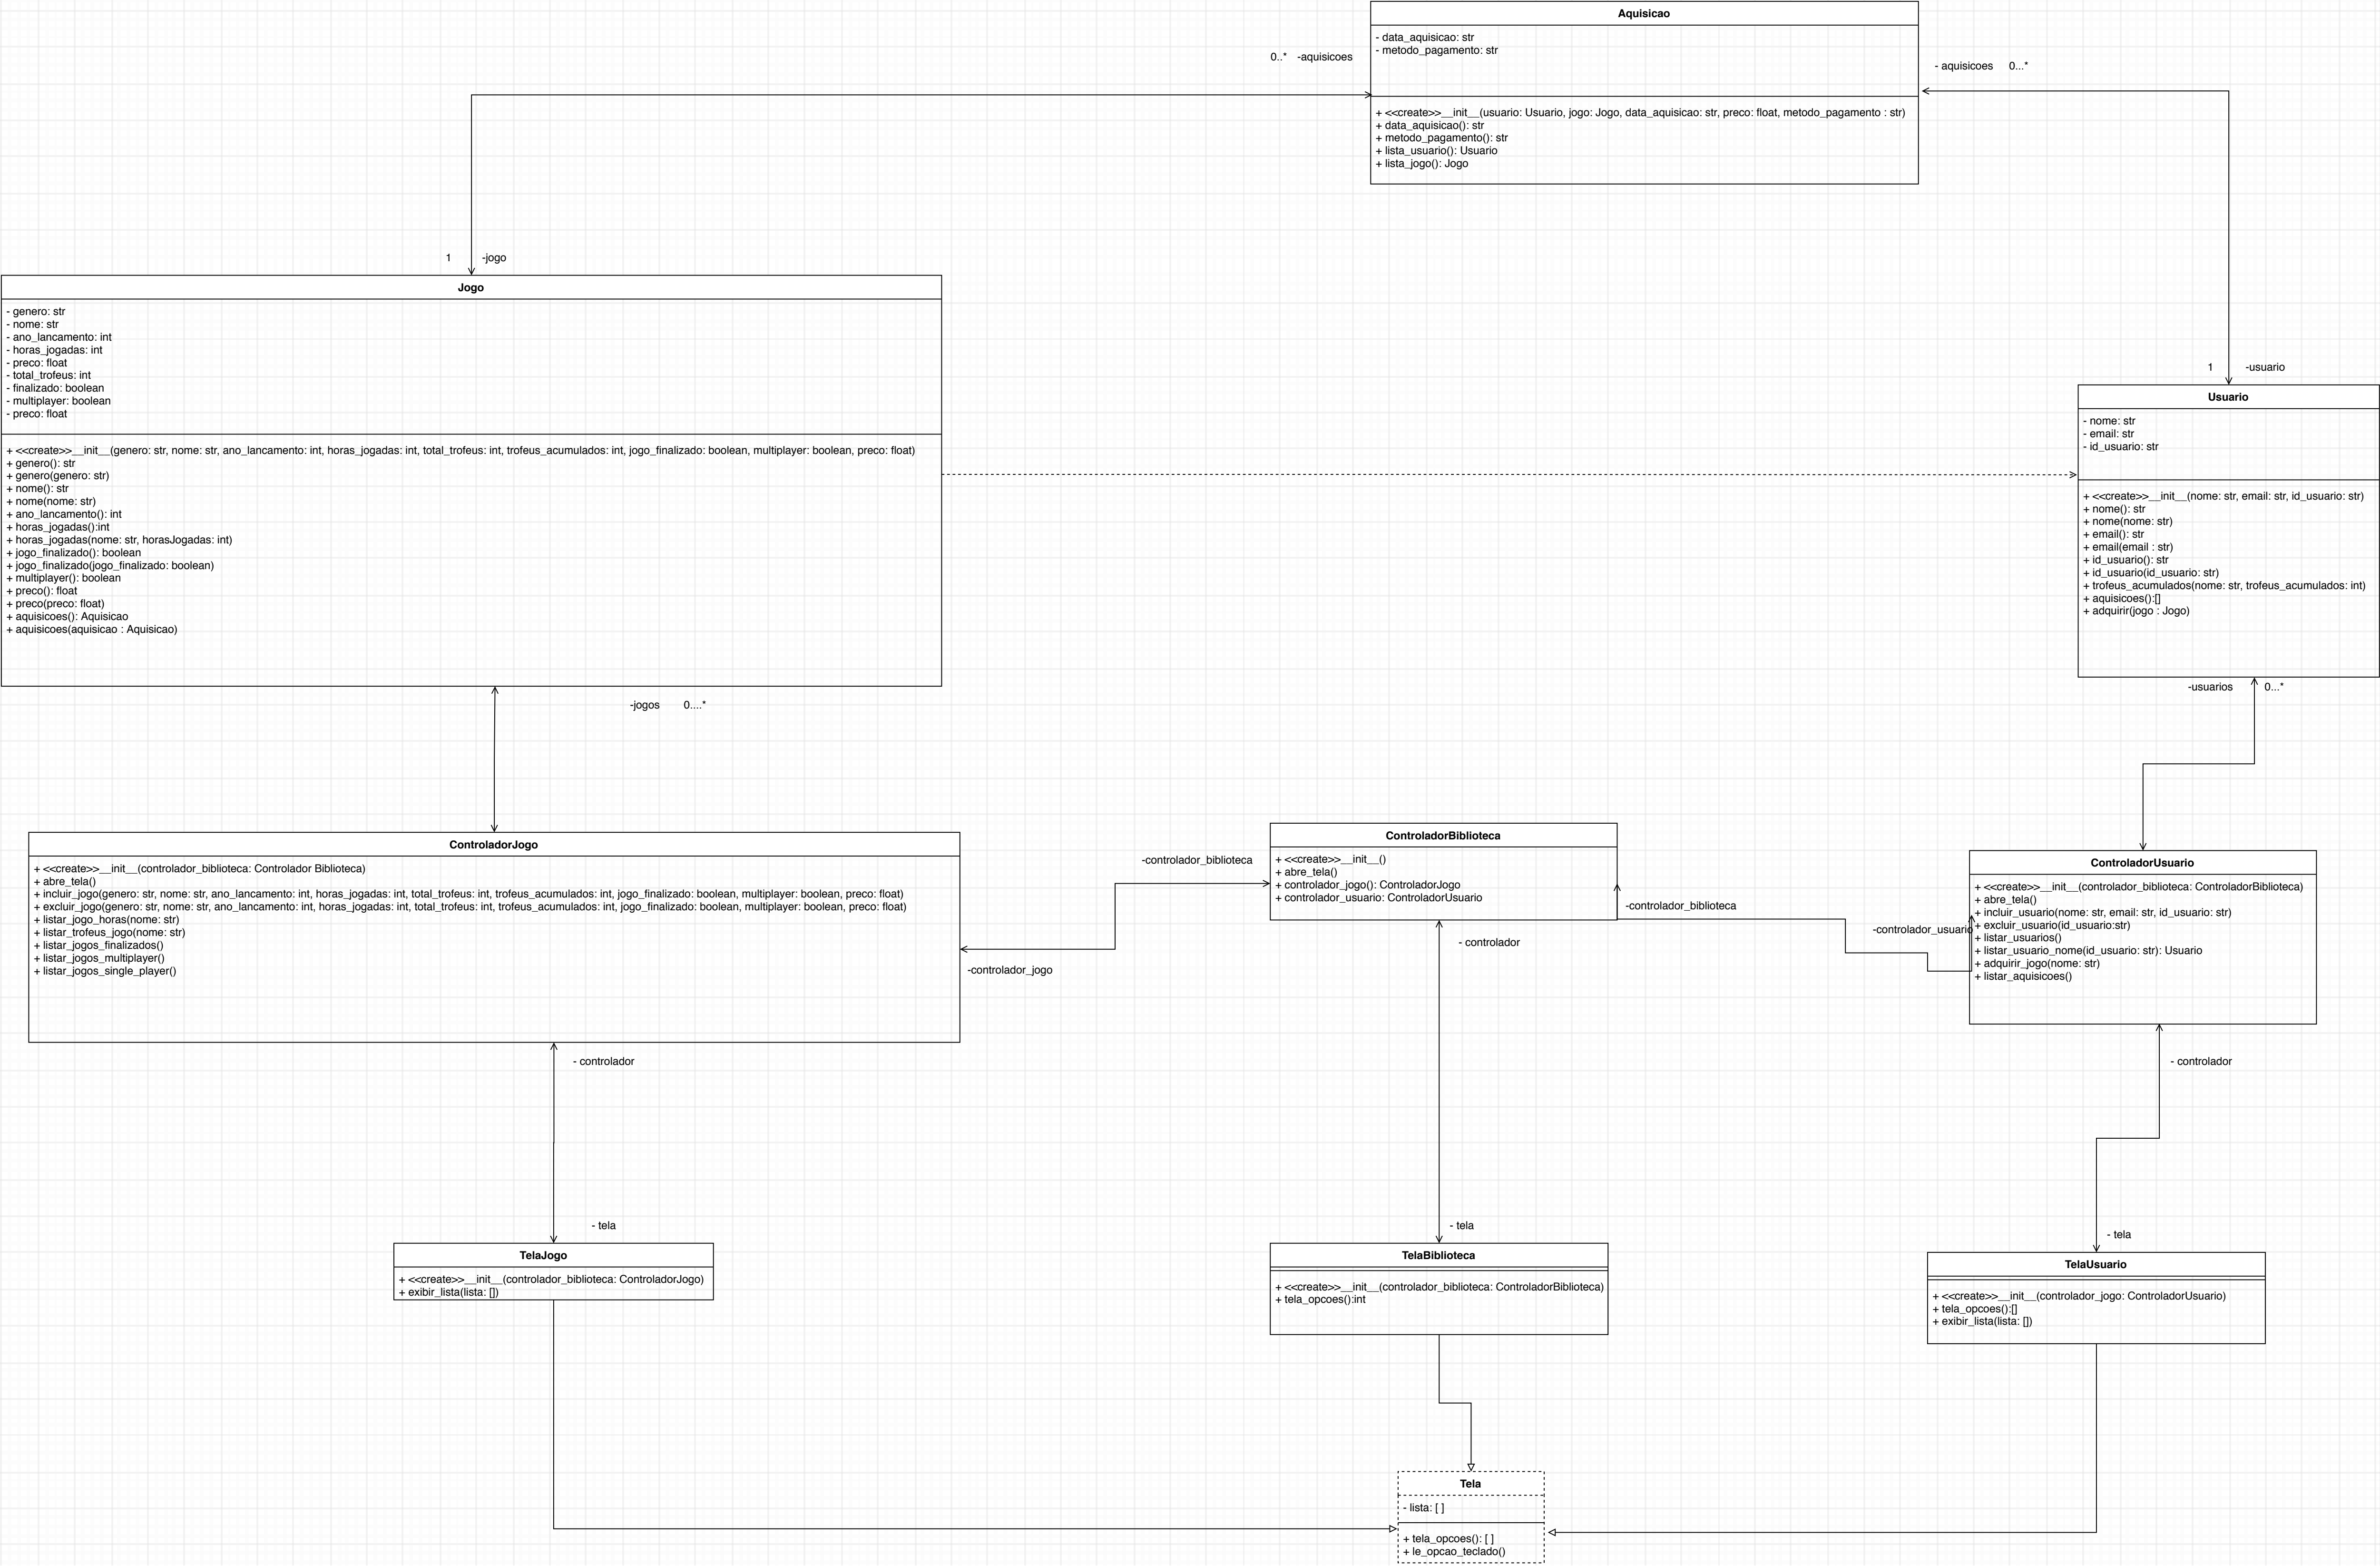 Aquisicao
- data_aquisicao: str
- metodo_pagamento: str
+ <<create>>__init__(usuario: Usuario, jogo: Jogo, data_aquisicao: str, preco: float, metodo_pagamento : str)
+ data_aquisicao(): str
+ metodo_pagamento(): str
+ lista_usuario(): Usuario
+ lista_jogo(): Jogo
0..* -aquisicoes
- aquisicoes 0...*
1 -jogo
Jogo
- genero: str
- nome: str
- ano_lancamento: int
- horas_jogadas: int
- preco: float
- total_trofeus: int
- finalizado: boolean
- multiplayer: boolean
- preco: float
+ <<create>>__init__(genero: str, nome: str, ano_lancamento: int, horas_jogadas: int, total_trofeus: int, trofeus_acumulados: int, jogo_finalizado: boolean, multiplayer: boolean, preco: float)
+ genero(): str
+ genero(genero: str)
+ nome(): str
+ nome(nome: str)
+ ano_lancamento(): int
+ horas_jogadas():int
+ horas_jogadas(nome: str, horasJogadas: int)
+ jogo_finalizado(): boolean
+ jogo_finalizado(jogo_finalizado: boolean)
+ multiplayer(): boolean
+ preco(): float
+ preco(preco: float)
+ aquisicoes(): Aquisicao
+ aquisicoes(aquisicao : Aquisicao)
1 -usuario
Usuario
- nome: str
- email: str
- id_usuario: str
+ <<create>>__init__(nome: str, email: str, id_usuario: str)
+ nome(): str
+ nome(nome: str)
+ email(): str
+ email(email : str)
+ id_usuario(): str
+ id_usuario(id_usuario: str)
+ trofeus_acumulados(nome: str, trofeus_acumulados: int)
+ aquisicoes():[]
+ adquirir(jogo : Jogo)
-jogos 0....*
-usuarios 0...*
ControladorJogo
+ <<create>>__init__(controlador_biblioteca: Controlador Biblioteca)
+ abre_tela()
+ incluir_jogo(genero: str, nome: str, ano_lancamento: int, horas_jogadas: int, total_trofeus: int, trofeus_acumulados: int, jogo_finalizado: boolean, multiplayer: boolean, preco: float)
+ excluir_jogo(genero: str, nome: str, ano_lancamento: int, horas_jogadas: int, total_trofeus: int, trofeus_acumulados: int, jogo_finalizado: boolean, multiplayer: boolean, preco: float)
+ listar_jogo_horas(nome: str)
+ listar_trofeus_jogo(nome: str)
+ listar_jogos_finalizados()
+ listar_jogos_multiplayer()
+ listar_jogos_single_player()
-controlador_biblioteca
-controlador_jogo
ControladorBiblioteca
+ <<create>>__init__()
+ abre_tela()
+ controlador_jogo(): ControladorJogo
+ controlador_usuario: ControladorUsuario
-controlador_biblioteca
-controlador_usuario
ControladorUsuario
+ <<create>>__init__(controlador_biblioteca: ControladorBiblioteca)
+ abre_tela()
+ incluir_usuario(nome: str, email: str, id_usuario: str)
+ excluir_usuario(id_usuario:str)
+ listar_usuarios()
+ listar_usuario_nome(id_usuario: str): Usuario
+ adquirir_jogo(nome: str)
+ listar_aquisicoes()
- controlador
- controlador
- controlador
- tela
- tela
- tela
TelaJogo
+ <<create>>__init__(controlador_biblioteca: ControladorJogo)
+ exibir_lista(lista: [])
TelaBiblioteca
+ <<create>>__init__(controlador_biblioteca: ControladorBiblioteca)
+ tela_opcoes():int
TelaUsuario
+ <<create>>__init__(controlador_jogo: ControladorUsuario)
+ tela_opcoes():[]
+ exibir_lista(lista: [])
Tela
- lista: [ ]
+ tela_opcoes(): [ ]
+ le_opcao_teclado()